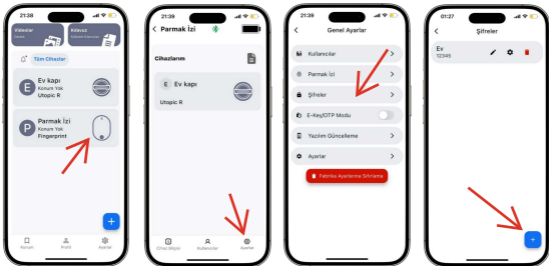 21:38
Videolar
Kılavuz
Tüm Cihazlar
E
Ev kapı
Konum Yok
Utopic R
P
Parmak İzi
Konum Yok
Fingerprint
+
Konum
Profil
Ayarlar
21:39
Parmak İzi
Cihazlarım
E
Ev kapı
Utopic R
Cihaz Bilgisi
Kullanıcılar
Ayarlar
21:39
Genel Ayarlar
Kullanıcılar
Parmak İzi
Şifreler
E-Key/OTP Modu
Yazılım Güncelleme
Ayarlar
Fabrika Ayarlarına Sıfırlama
01:27
Şifreler
Ev
12345
+